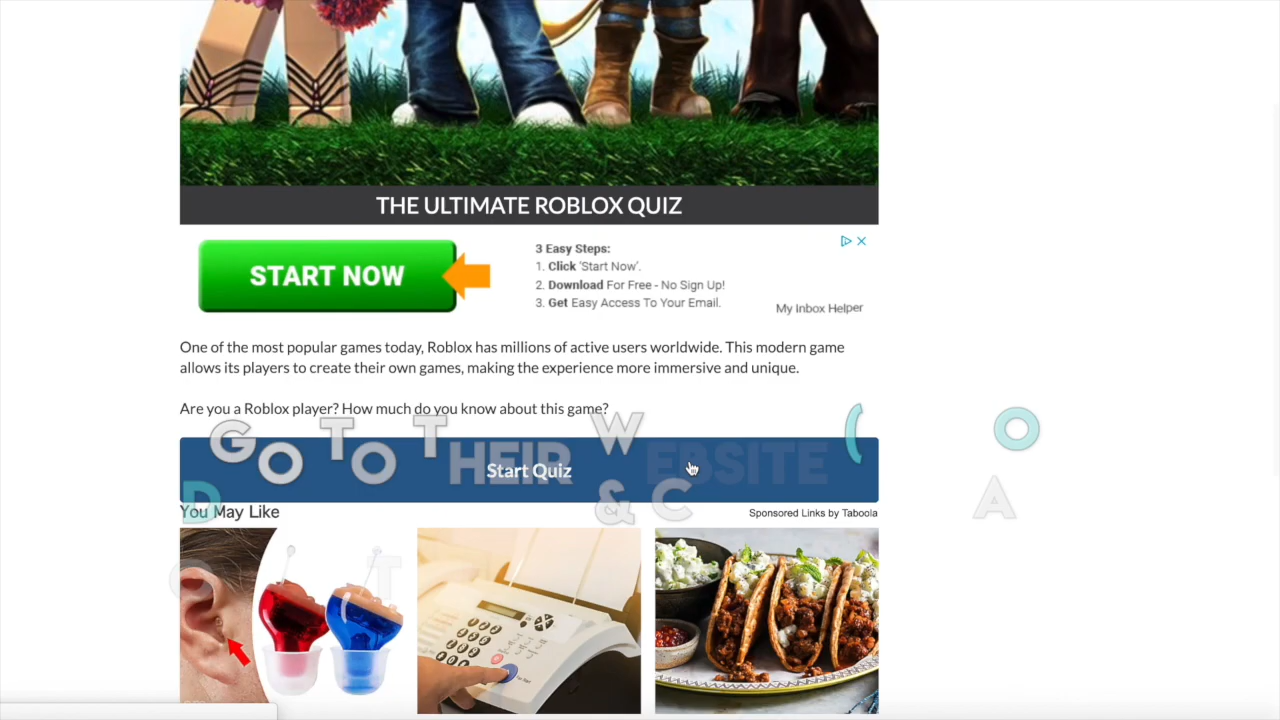 THE ULTIMATE ROBLOX QUIZ
START NOW
3 Easy Steps:
1. Click 'Start Now'.
2. Download For Free - No Sign Up!
3. Get Easy Access To Your Email.
My Inbox Helper
One of the most popular games today, Roblox has millions of active users worldwide. This modern game
allows its players to create their own games, making the experience more immersive and unique.
Are you a Roblox player? How much do you know about this game?
GO TO THEIR WEBSITE
Start Quiz
& C
You May Like
Sponsored Links by Taboola